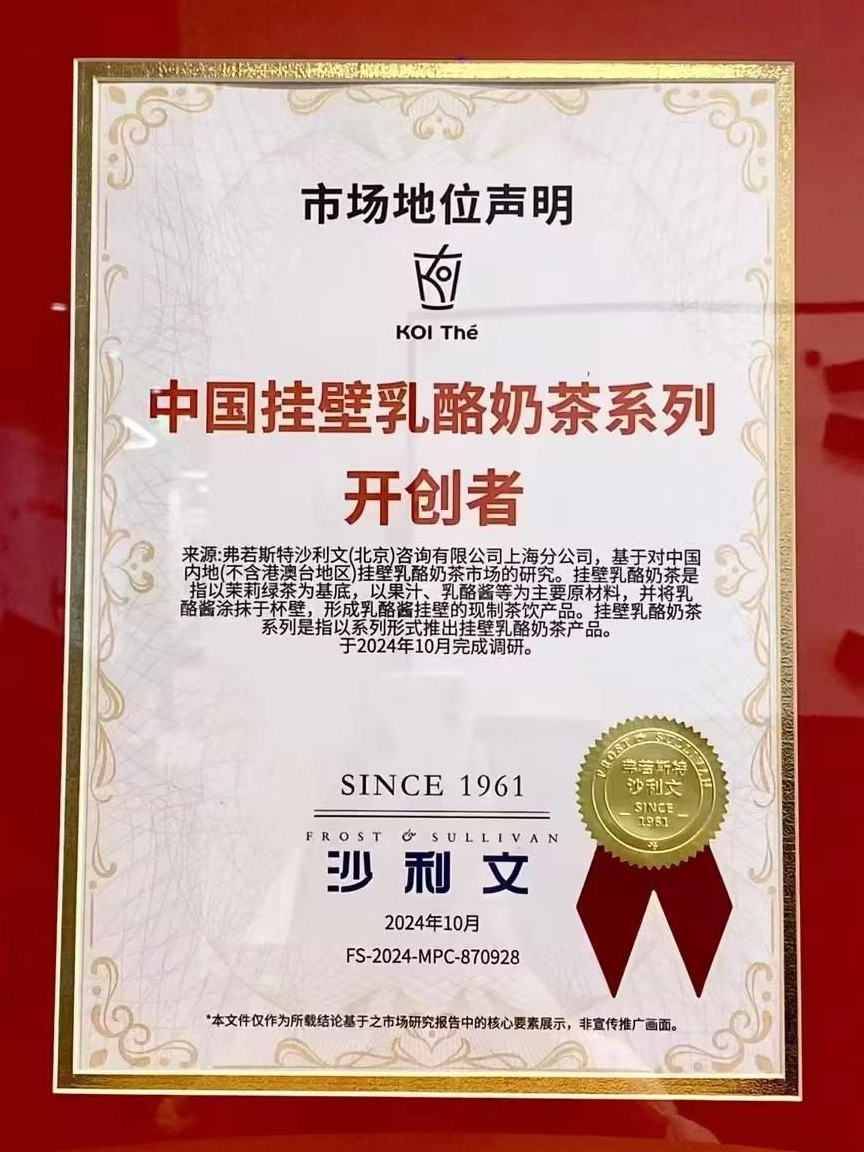 市场地位声明
KOI
KOI Thé
中国挂壁乳酪奶茶系列
开创者
来源:弗若斯特沙利文(北京)咨询有限公司上海分公司，基于对中国
内地(不含港澳台地区)挂壁乳酪奶茶市场的研究。挂壁乳酪奶茶是
指以茉莉绿茶为基底，以果汁、乳酪酱等为主要原材料，并将乳
酪酱涂抹于杯壁，形成乳酪酱挂壁的现制茶饮产品。挂壁乳酪奶茶
系列是指以系列形式推出挂壁乳酪奶茶产品。
于2024年10月完成调研。
SINCE 1961
FROST & SULLIVAN
沙利文
2024年10月
FS-2024-MPC-870928
FROST & SULLIVAN
弗若斯特
沙利文
SINCE
1961
*本文件仅作为所载结论基于之市场研究报告中的核心要素展示，非宣传推广画面。